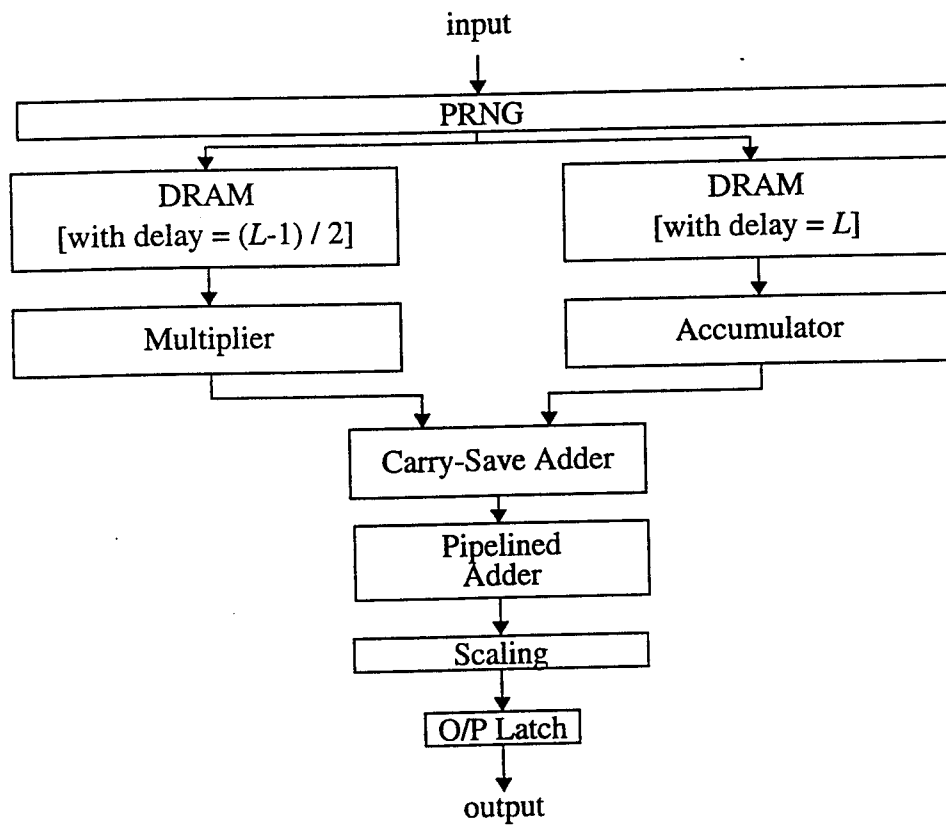 input
PRNG
DRAM
[with delay = (L-1) / 2]
DRAM
[with delay = L]
Multiplier
Accumulator
Carry-Save Adder
Pipelined
Adder
Scaling
O/P Latch
output